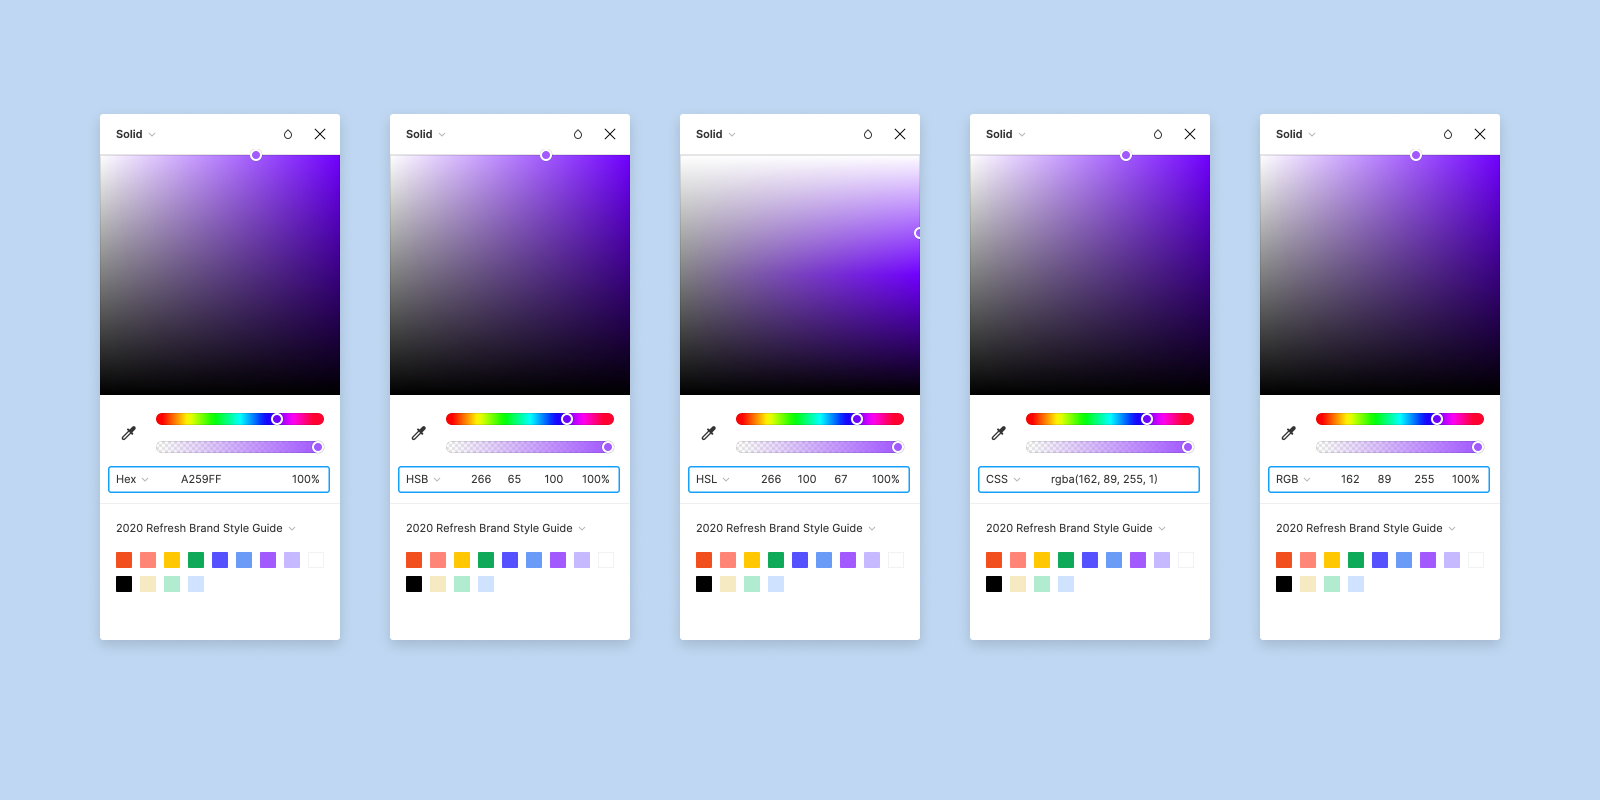 Solid
Hex A259FF 100%
2020 Refresh Brand Style Guide
Solid
HSB 266 65 100 100%
2020 Refresh Brand Style Guide
Solid
HSL 266 100 67 100%
2020 Refresh Brand Style Guide
Solid
CSS rgba(162, 89, 255, 1)
2020 Refresh Brand Style Guide
Solid
RGB 162 89 255 100%
2020 Refresh Brand Style Guide